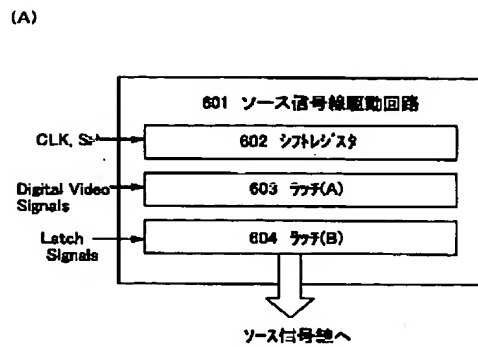 (A)
601 ソース信号線駆動回路
CLK,
602 シフトレジスタ
Digital Video
Signals
603 ラッチ(A)
Latch
Signals
604 ラッチ(B)
ソース信号線へ